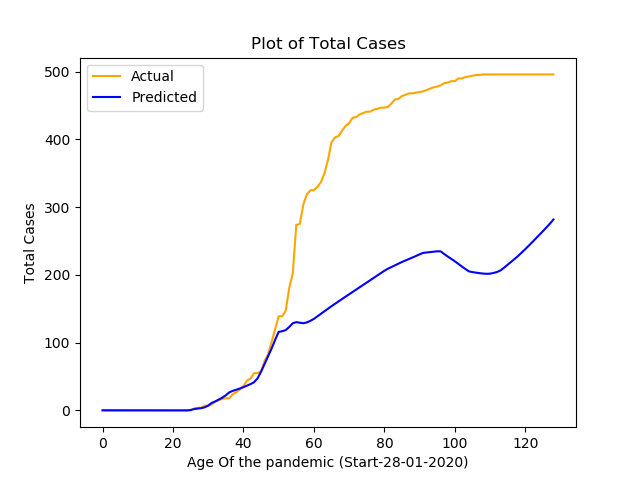 Plot of Total Cases
Actual
Predicted
500
400
300
200
100
0
Total Cases
0 20 40 60 80 100 120
Age Of the pandemic (Start-28-01-2020)